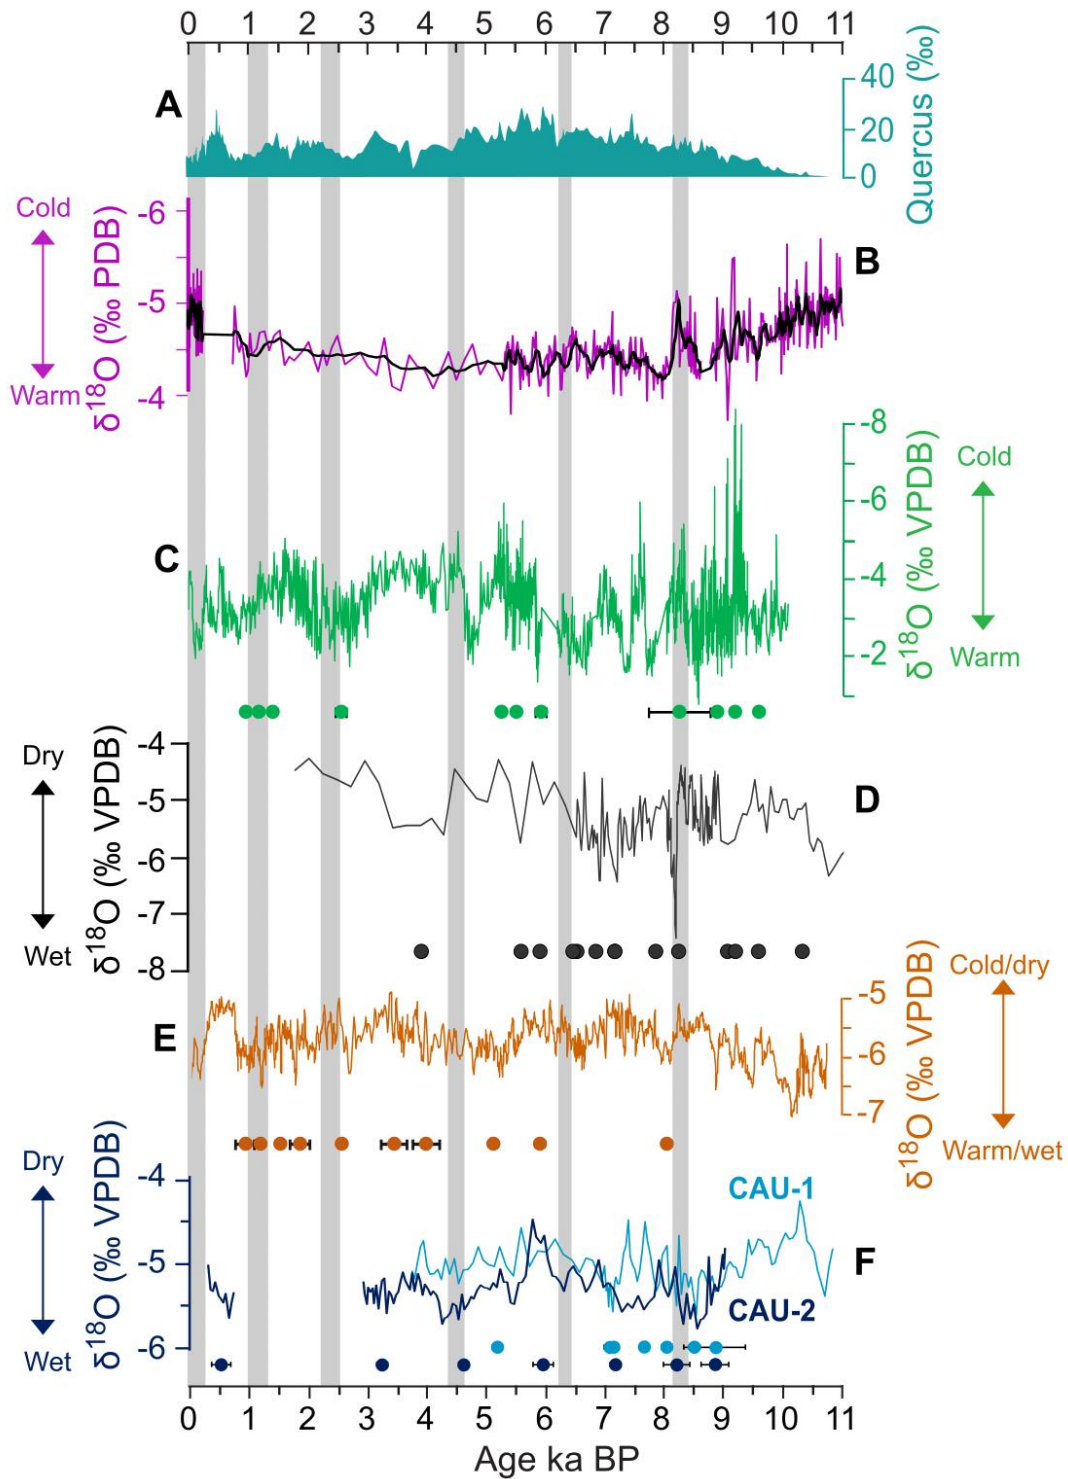 0 1 2 3 4 5 6 7 8 9 10 11
A
40
20
0
Quercus (‰)
Cold
Warm
δ18O (‰ PDB)
-6
-5
-4
B
C
-8
-6
-4
-2
δ18O (‰ VPDB)
Cold
Warm
Dry
Wet
δ18O (‰ VPDB)
-4
-5
-6
-7
-8
D
E
-5
-6
-7
δ18O (‰ VPDB)
Cold/dry
Warm/wet
Dry
Wet
δ18O (‰ VPDB)
-4
-5
-6
CAU-1
CAU-2
F
0 1 2 3 4 5 6 7 8 9 10 11
Age ka BP